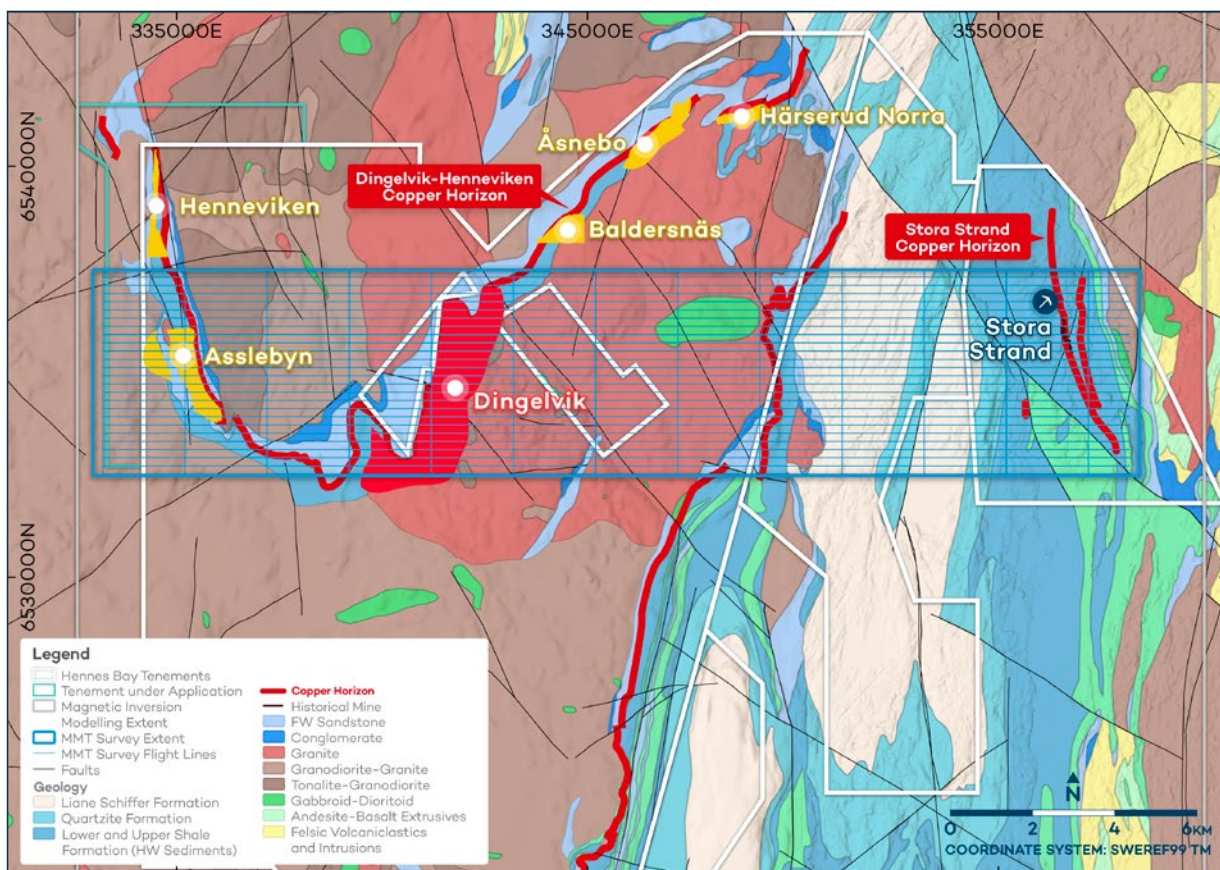 335000E
345000E
355000E
6540000N
6530000N
Härserud Norra
Åsnebo
Dingelvik-Henneviken
Copper Horizon
Henneviken
Baldersnäs
Stora Strand
Copper Horizon
Stora
Strand
Asslebyn
Dingelvik
Legend
Hennes Bay Tenements
Tenement under Application
Magnetic Inversion
Modelling Extent
MMT Survey Extent
MMT Survey Flight Lines
Faults
Geology
Liane Schiffer Formation
Quartzite Formation
Lower and Upper Shale
Formation (HW Sediments)
Copper Horizon
Historical Mine
FW Sandstone
Conglomerate
Granite
Granodiorite-Granite
Tonalite-Granodiorite
Gabbroid-Dioritoid
Andesite-Basalt Extrusives
Felsic Volcaniclastics
and Intrusions
N
0 2 4 6KM
COORDINATE SYSTEM: SWEREF99 TM